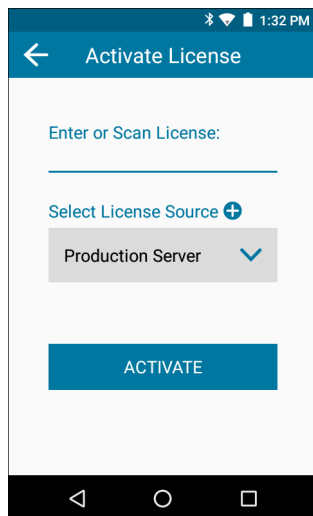 1:32 PM
Activate License
Enter or Scan License:
Select License Source
Production Server
ACTIVATE